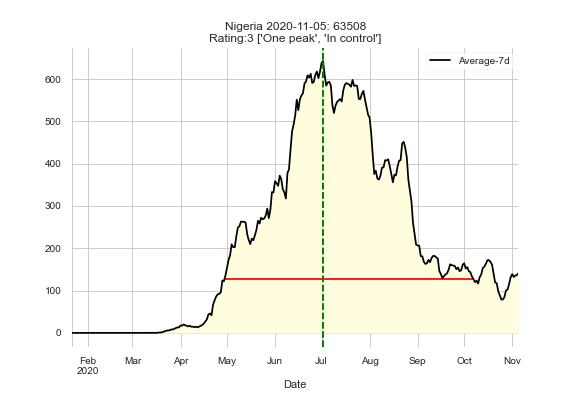 Nigeria 2020-11-05: 63508
Rating:3 ['One peak', 'In control']
Average-7d
600
500
400
300
200
100
0
Feb Mar Apr May Jun Jul Aug Sep Oct Nov
2020
Date